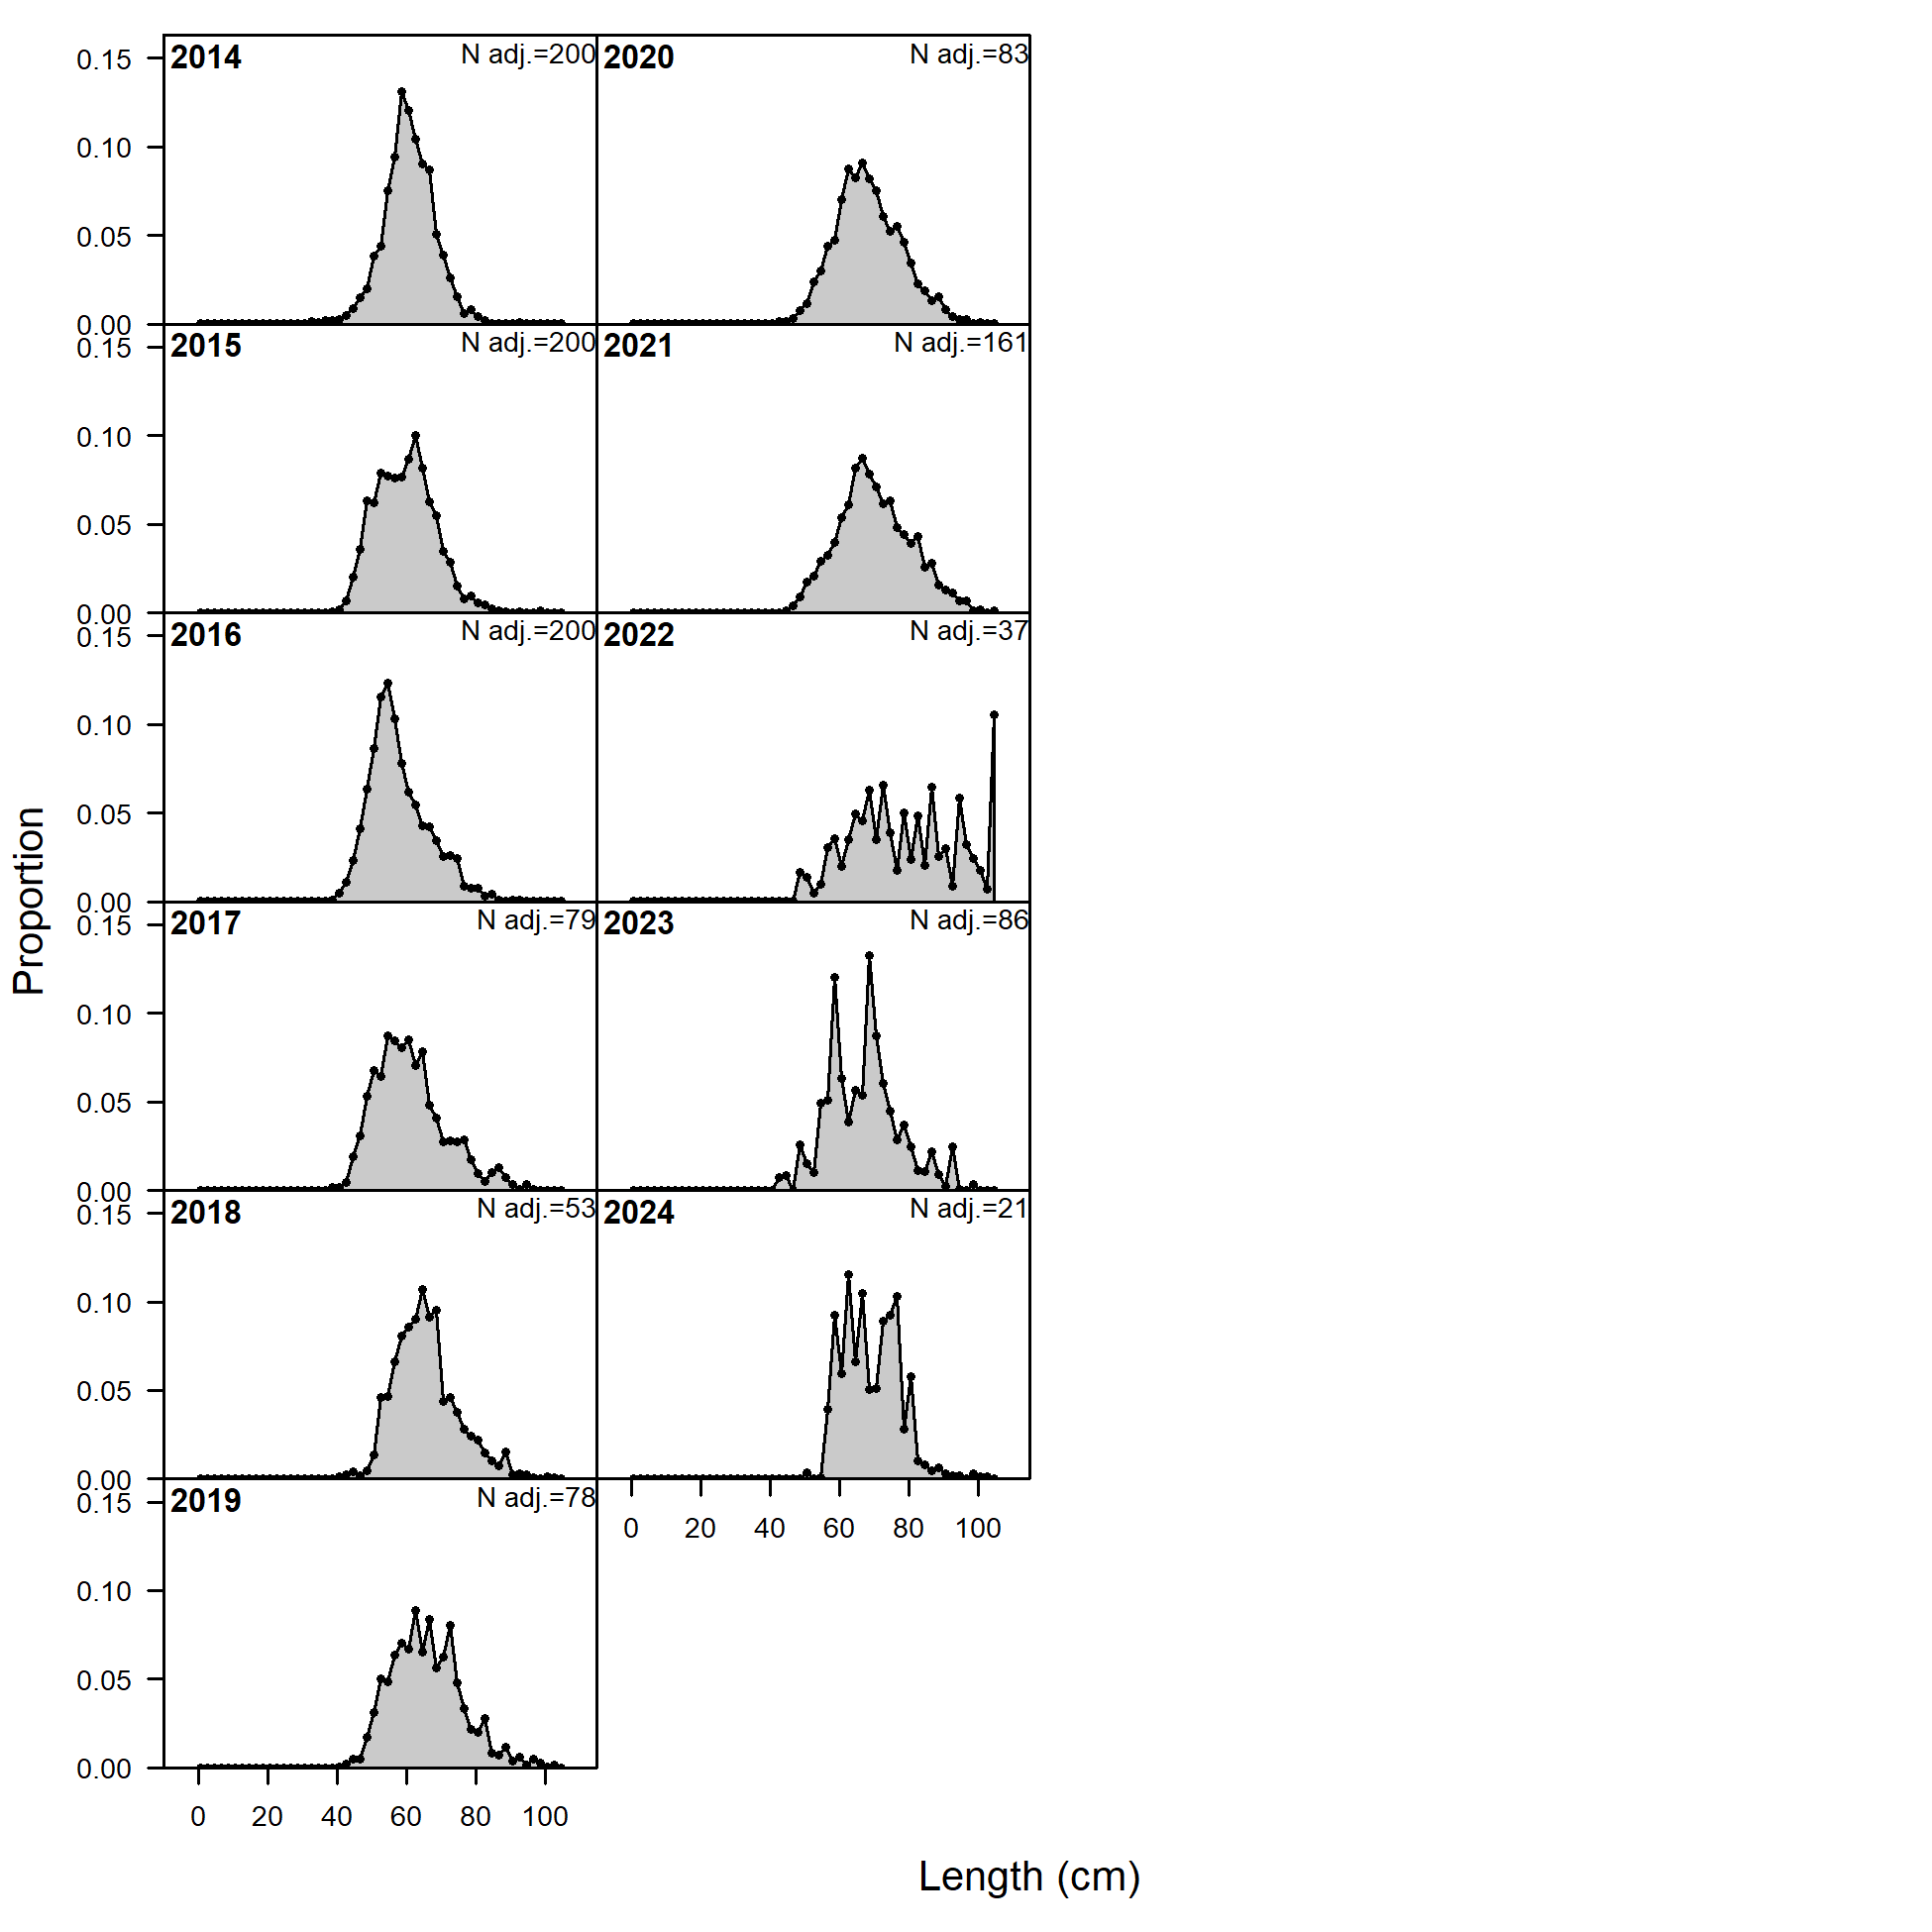 Proportion
2014 N adj.=200
0.15
0.10
0.05
0.00
2015 N adj.=200
0.15
0.10
0.05
0.00
2016 N adj.=200
0.15
0.10
0.05
0.00
2017 N adj.=79
0.15
0.10
0.05
0.00
2018 N adj.=53
0.15
0.10
0.05
0.00
2019 N adj.=78
0.15
0.10
0.05
0.00
0 20 40 60 80 100
2020 N adj.=83
2021 N adj.=161
2022 N adj.=37
2023 N adj.=86
2024 N adj.=21
0 20 40 60 80 100
Length (cm)